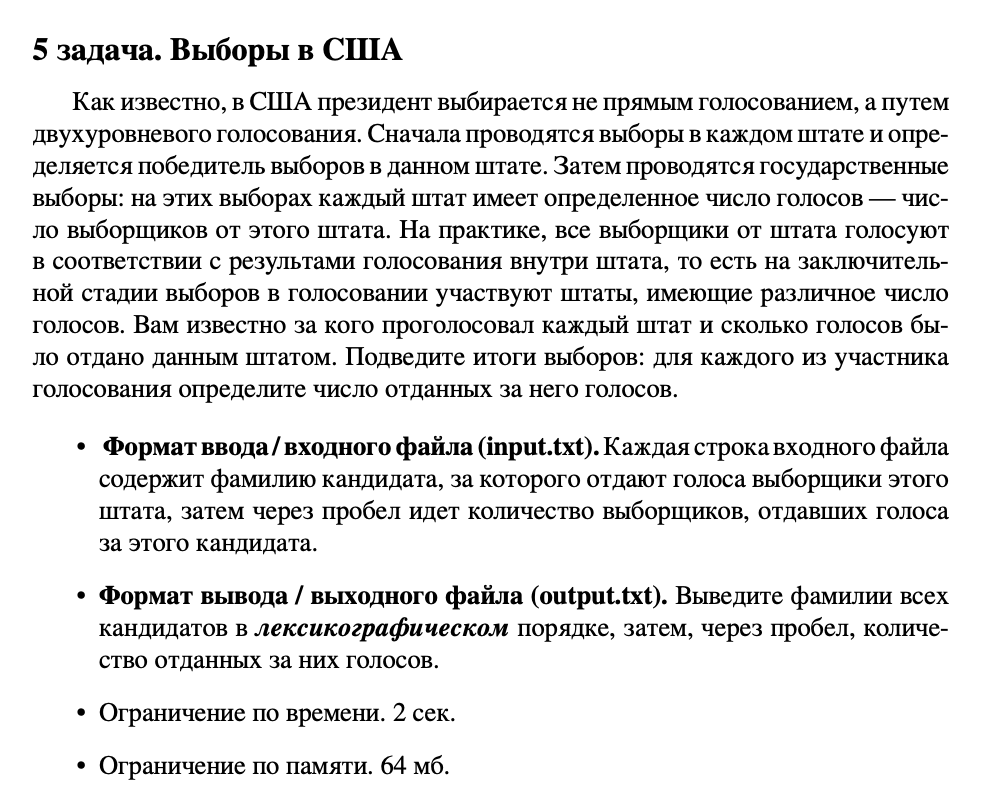 5 задача. Выборы в США
Как известно, в США президент выбирается не прямым голосованием, а путем
двухуровневого голосования. Сначала проводятся выборы в каждом штате и опре-
деляется победитель выборов в данном штате. Затем проводятся государственные
выборы: на этих выборах каждый штат имеет определенное число голосов — чис-
ло выборщиков от этого штата. На практике, все выборщики от штата голосуют
в соответствии с результами голосования внутри штата, то есть на заключитель-
ной стадии выборов в голосовании участвуют штаты, имеющие различное число
голосов. Вам известно за кого проголосовал каждый штат и сколько голосов бы-
ло отдано данным штатом. Подведите итоги выборов: для каждого из участника
голосования определите число отданных за него голосов.
• Формат ввода / входного файла (input.txt). Каждая строка входного файла
содержит фамилию кандидата, за которого отдают голоса выборщики этого
штата, затем через пробел идет количество выборщиков, отдавших голоса
за этого кандидата.
• Формат вывода / выходного файла (output.txt). Выведите фамилии всех
кандидатов в лексикографическом порядке, затем, через пробел, количе-
ство отданных за них голосов.
• Ограничение по времени. 2 сек.
• Ограничение по памяти. 64 мб.